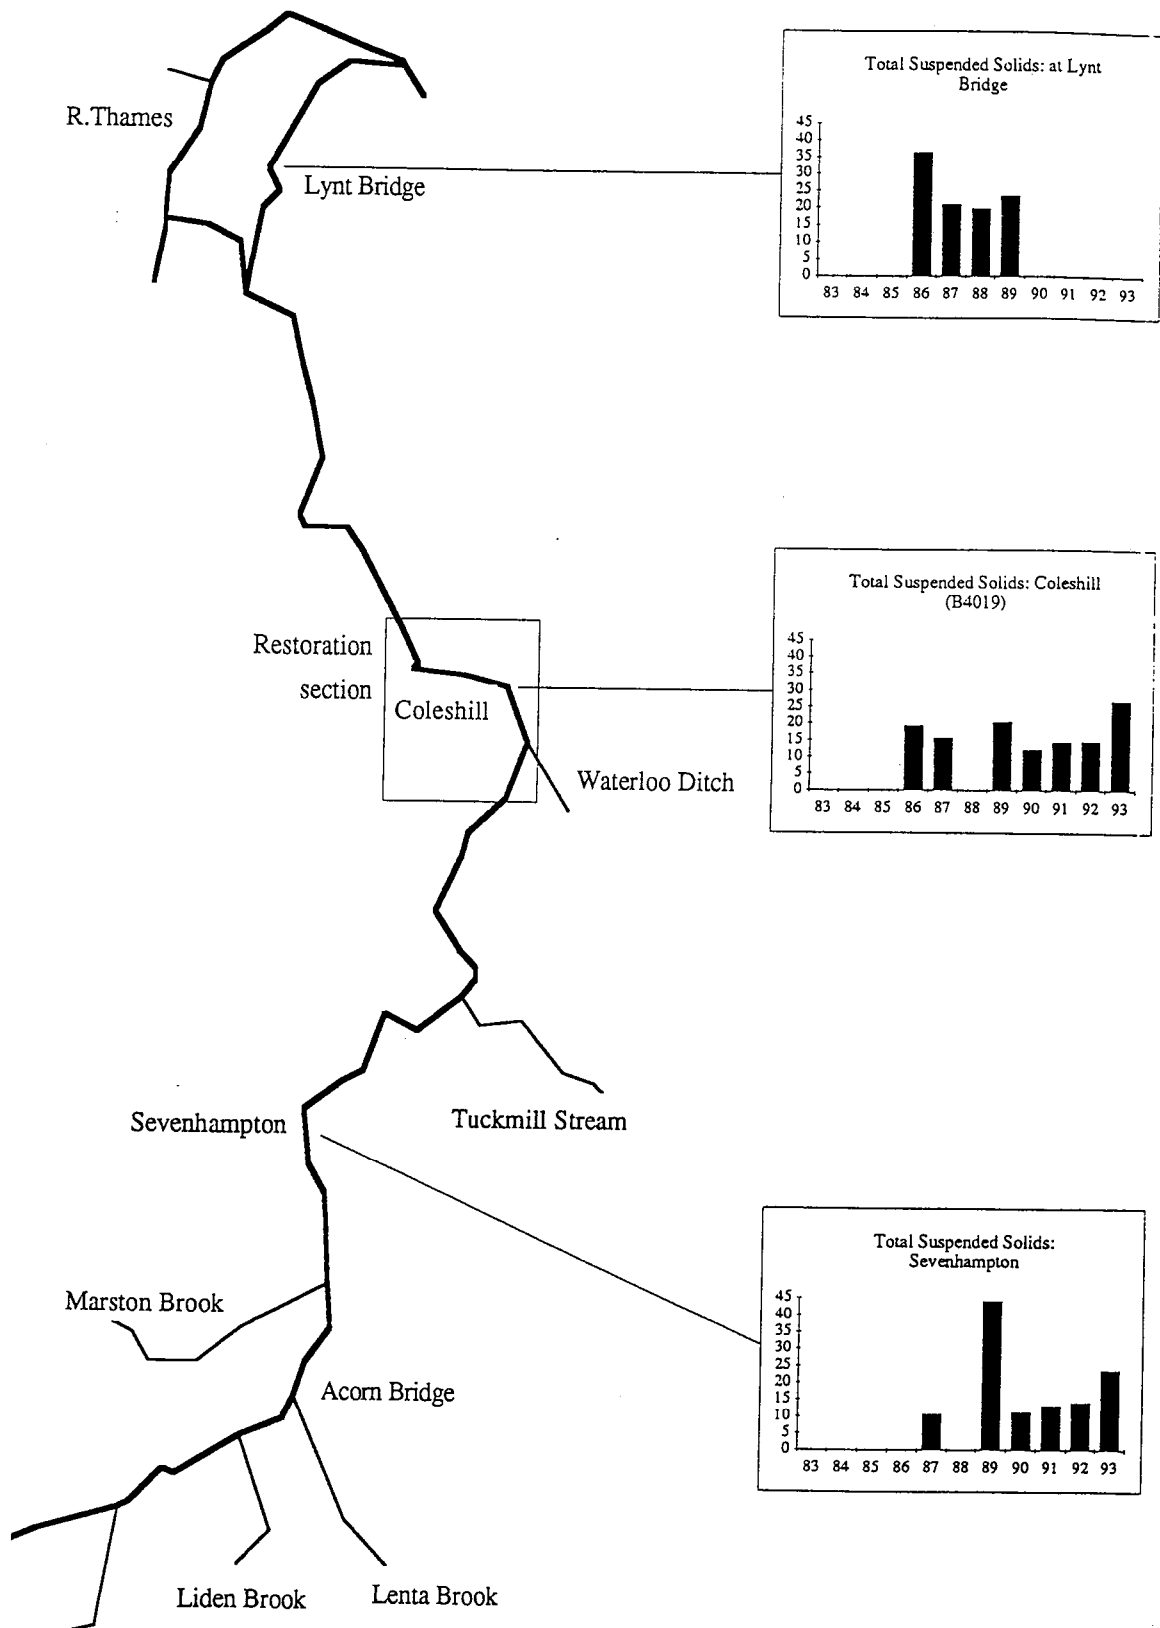 R.Thames
Lynt Bridge
Total Suspended Solids: at Lynt
Bridge
45
40
35
30
25
20
15
10
5
0
83 84 85 86 87 88 89 90 91 92 93
Restoration
section
Coleshill
Waterloo Ditch
Total Suspended Solids: Coleshill
(B4019)
45
40
35
30
25
20
15
10
5
0
83 84 85 86 87 88 89 90 91 92 93
Sevenhampton
Tuckmill Stream
Marston Brook
Acorn Bridge
Liden Brook
Lenta Brook
Total Suspended Solids:
Sevenhampton
45
40
35
30
25
20
15
10
5
0
83 84 85 86 87 88 89 90 91 92 93